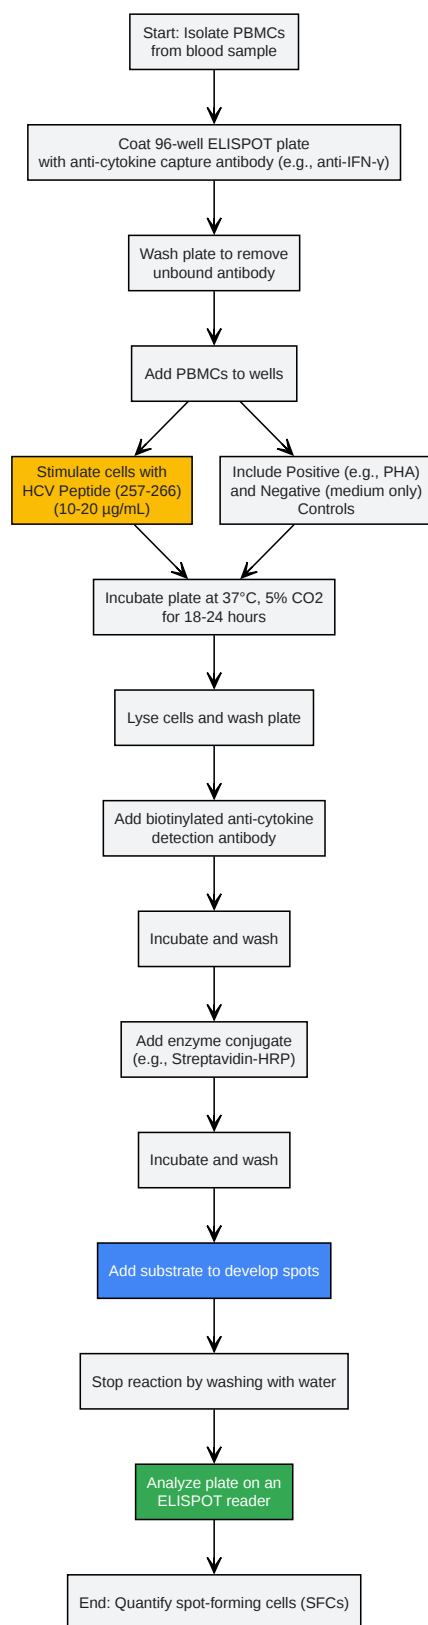 Start: Isolate PBMCs
from blood sample
Coat 96-well ELISPOT plate
with anti-cytokine capture antibody (e.g., anti-IFN-γ)
Wash plate to remove
unbound antibody
Add PBMCs to wells
Stimulate cells with
HCV Peptide (257-266)
(10-20 µg/mL)
Include Positive (e.g., PHA)
and Negative (medium only)
Controls
Incubate plate at 37°C, 5% CO2
for 18-24 hours
Lyse cells and wash plate
Add biotinylated anti-cytokine
detection antibody
Incubate and wash
Add enzyme conjugate
(e.g., Streptavidin-HRP)
Incubate and wash
Add substrate to develop spots
Stop reaction by washing with water
Analyze plate on an
ELISPOT reader
End: Quantify spot-forming cells (SFCs)